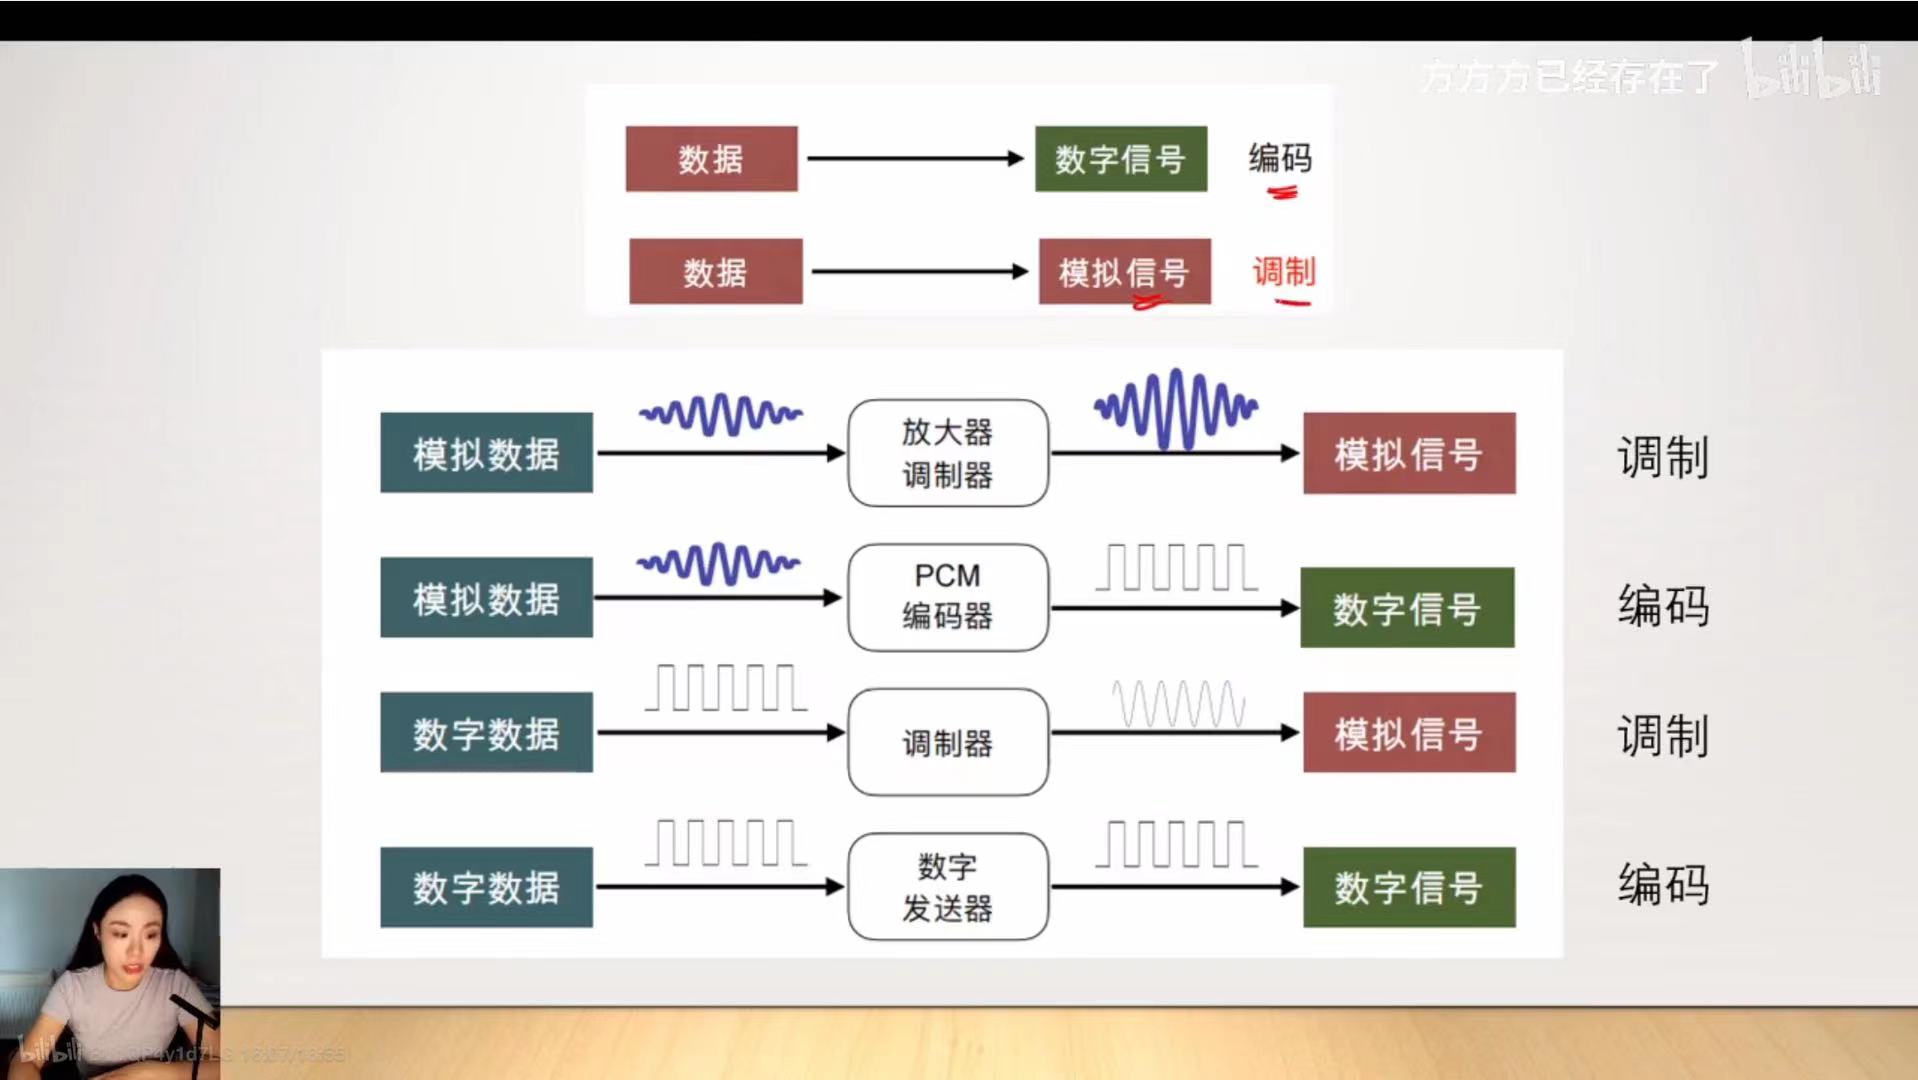 方方方已经存在了 bilibili
数据 数字信号 编码
数据 模拟信号 调制
模拟数据 放大器 调制器 模拟信号 调制
模拟数据 PCM 编码器 数字信号 编码
数字数据 调制器 模拟信号 调制
数字数据 数字 发送器 数字信号 编码
bilibili